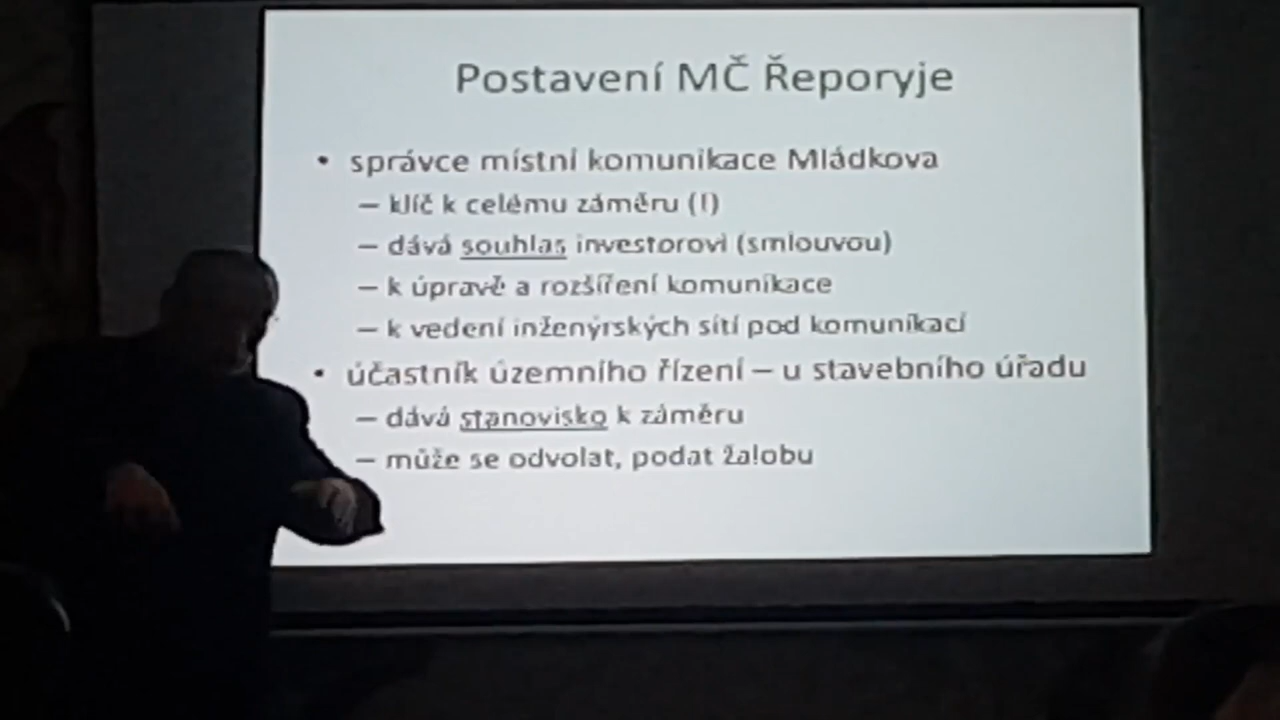 Postavení MČ Řeporyje
• správce místní komunikace Mládkova
– klíč k celému záměru (!)
– dává souhlas investorovi (smlouvou)
– k úpravě a rozšíření komunikace
– k vedení inženýrských sítí pod komunikací
• účastník územního řízení – u stavebního úřadu
– dává stanovisko k záměru
– může se odvolat, podat žalobu